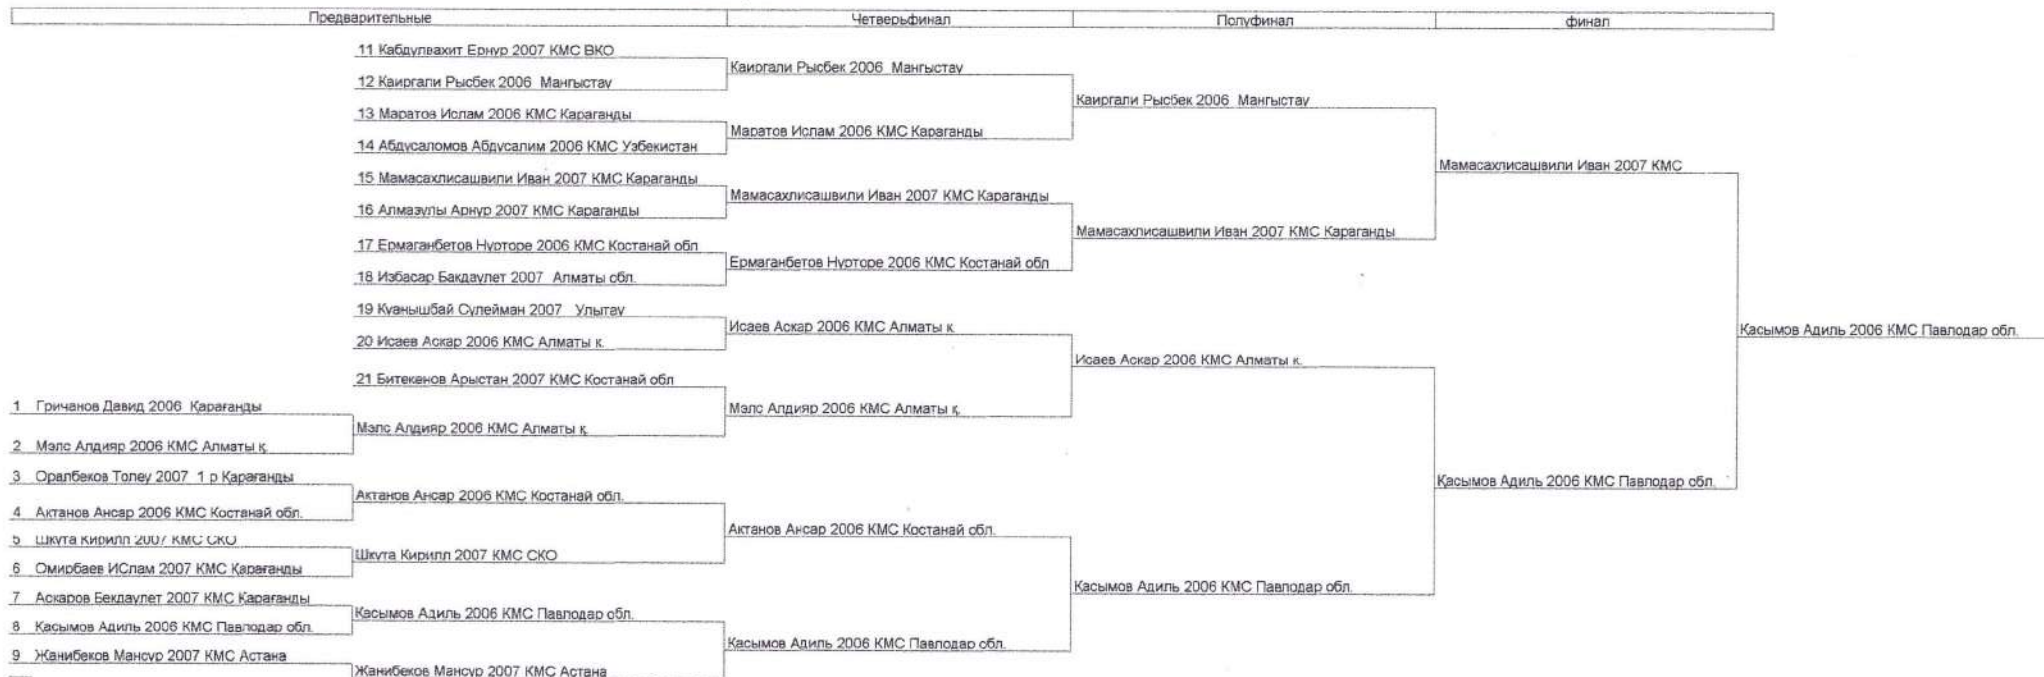 Предварительные Четверьфинал Полуфинал финал
11 Кабдулвахит Ернур 2007 КМС ВКО
Каиргали Рысбек 2006 Мангыстау
12 Каиргали Рысбек 2006 Мангыстау
Каиргали Рысбек 2006 Мангыстау
13 Маратов Ислам 2006 КМС Караганды
Маратов Ислам 2006 КМС Караганды
14 Абдусаломов Абдусалим 2006 КМС Узбекистан
Мамасахлисашвили Иван 2007 КМС
15 Мамасахлисашвили Иван 2007 КМС Караганды
Мамасахлисашвили Иван 2007 КМС Караганды
16 Алмазулы Арнур 2007 КМС Караганды
Мамасахлисашвили Иван 2007 КМС Караганды
17 Ермаганбетов Нурторе 2006 КМС Костанай обл
Ермаганбетов Нурторе 2006 КМС Костанай обл
18 Избасар Бакдаулет 2007 Алматы обл.
19 Куанышбай Сулейман 2007 Улытау
Исаев Аскар 2006 КМС Алматы к.
Касымов Адиль 2006 КМС Павлодар обл.
20 Исаев Аскар 2006 КМС Алматы к.
Исаев Аскар 2006 КМС Алматы к.
21 Битекенов Арыстан 2007 КМС Костанай обл
1 Гричанов Давид 2006 Қарағанды
Мэлс Алдияр 2006 КМС Алматы қ.
Мэлс Алдияр 2006 КМС Алматы қ.
2 Мэлс Алдияр 2006 КМС Алматы қ.
3 Оралбеков Толеу 2007 1 р Қарағанды
Қасымов Адиль 2006 КМС Павлодар обл.
Актанов Ансар 2006 КМС Костанай обл.
4 Актанов Ансар 2006 КМС Костанай обл.
Актанов Ансар 2006 КМС Костанай обл.
5 Шкута Кирилл 2007 КМС СКО
Шкута Кирилл 2007 КМС СКО
6 Омирбаев ИСлам 2007 КМС Қарағанды
Қасымов Адиль 2006 КМС Павлодар обл.
7 Аскаров Бекдаулет 2007 КМС Қарағанды
Қасымов Адиль 2006 КМС Павлодар обл.
8 Қасымов Адиль 2006 КМС Павлодар обл.
Қасымов Адиль 2006 КМС Павлодар обл.
9 Жанибеков Мансур 2007 КМС Астана
Жанибеков Мансур 2007 КМС Астана